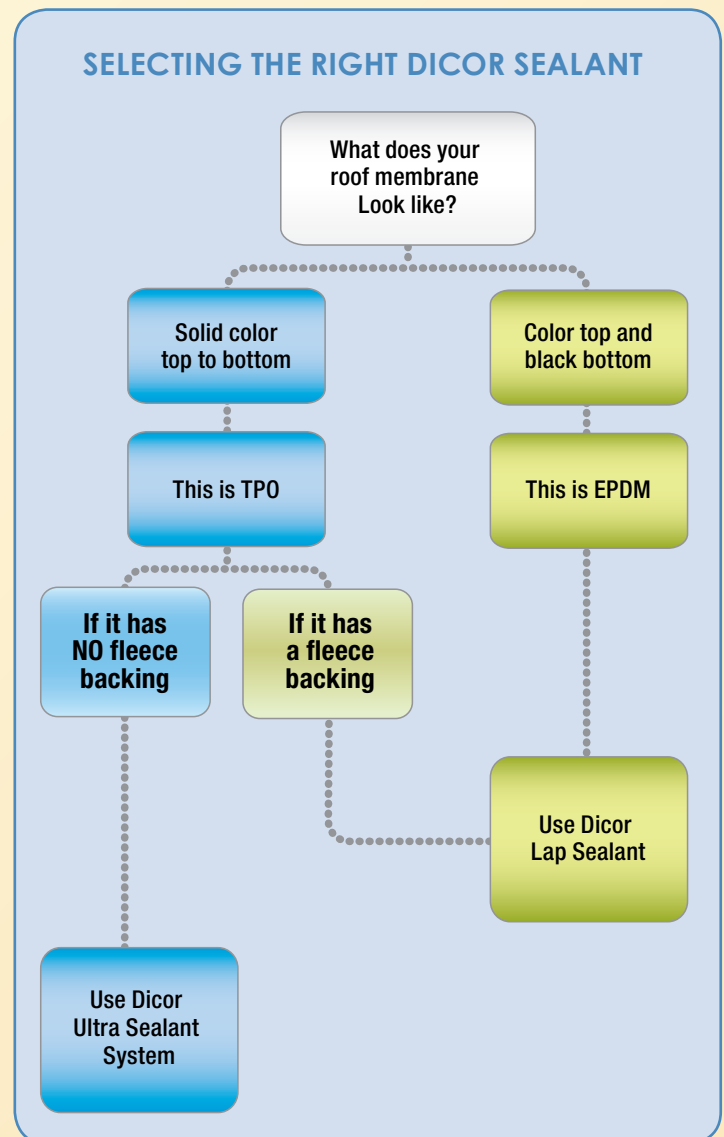 SELECTING THE RIGHT DICOR SEALANT
What does your
roof membrane
Look like?
Solid color
top to bottom
Color top and
black bottom
This is TPO
This is EPDM
If it has
NO fleece
backing
If it has
a fleece
backing
Use Dicor
Lap Sealant
Use Dicor
Ultra Sealant
System